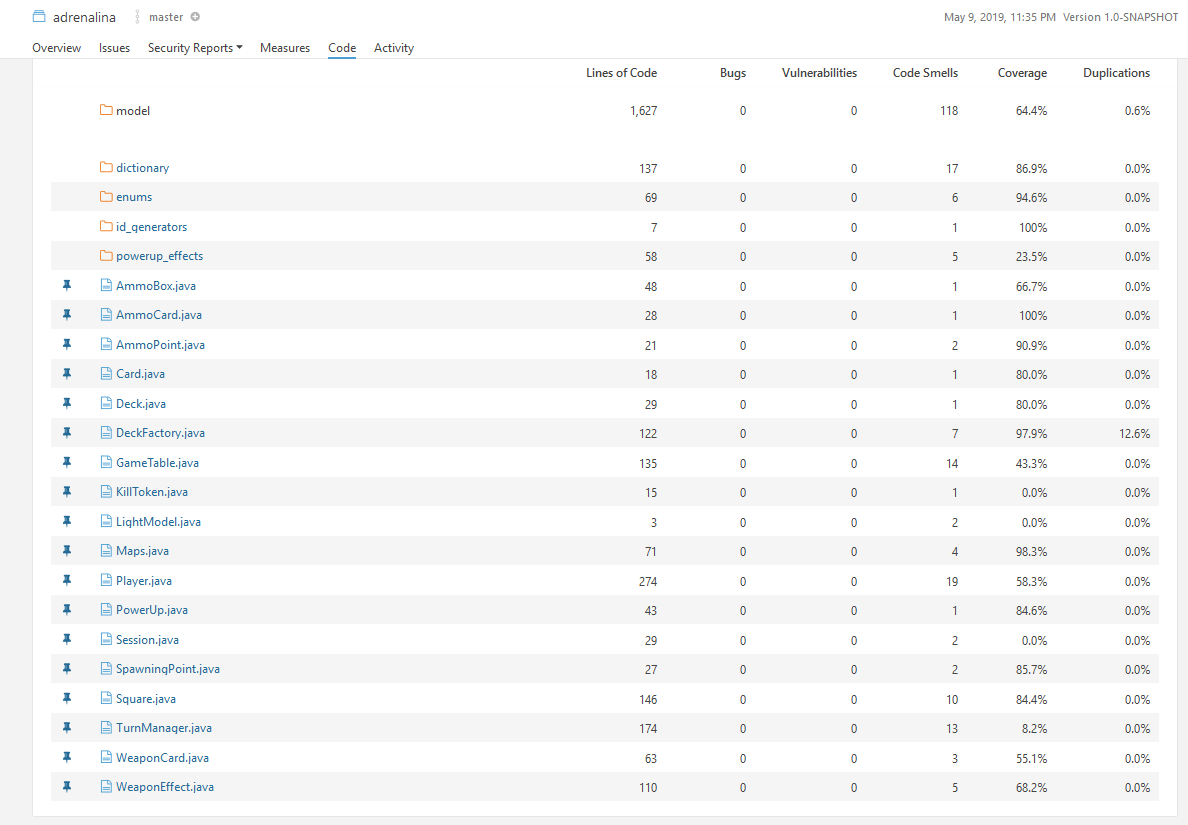 adrenalina master May 9, 2019, 11:35 PM Version 1.0-SNAPSHOT
Overview Issues Security Reports Measures Code Activity
Lines of Code Bugs Vulnerabilities Code Smells Coverage Duplications
model 1,627 0 0 118 64.4% 0.6%
dictionary 137 0 0 17 86.9% 0.0%
enums 69 0 0 6 94.6% 0.0%
id_generators 7 0 0 1 100% 0.0%
powerup_effects 58 0 0 5 23.5% 0.0%
AmmoBox.java 48 0 0 1 66.7% 0.0%
AmmoCard.java 28 0 0 1 100% 0.0%
AmmoPoint.java 21 0 0 2 90.9% 0.0%
Card.java 18 0 0 1 80.0% 0.0%
Deck.java 29 0 0 1 80.0% 0.0%
DeckFactory.java 122 0 0 7 97.9% 12.6%
GameTable.java 135 0 0 14 43.3% 0.0%
KillToken.java 15 0 0 1 0.0% 0.0%
LightModel.java 3 0 0 2 0.0% 0.0%
Maps.java 71 0 0 4 98.3% 0.0%
Player.java 274 0 0 19 58.3% 0.0%
PowerUp.java 43 0 0 1 84.6% 0.0%
Session.java 29 0 0 2 0.0% 0.0%
SpawningPoint.java 27 0 0 2 85.7% 0.0%
Square.java 146 0 0 10 84.4% 0.0%
TurnManager.java 174 0 0 13 8.2% 0.0%
WeaponCard.java 63 0 0 3 55.1% 0.0%
WeaponEffect.java 110 0 0 5 68.2% 0.0%